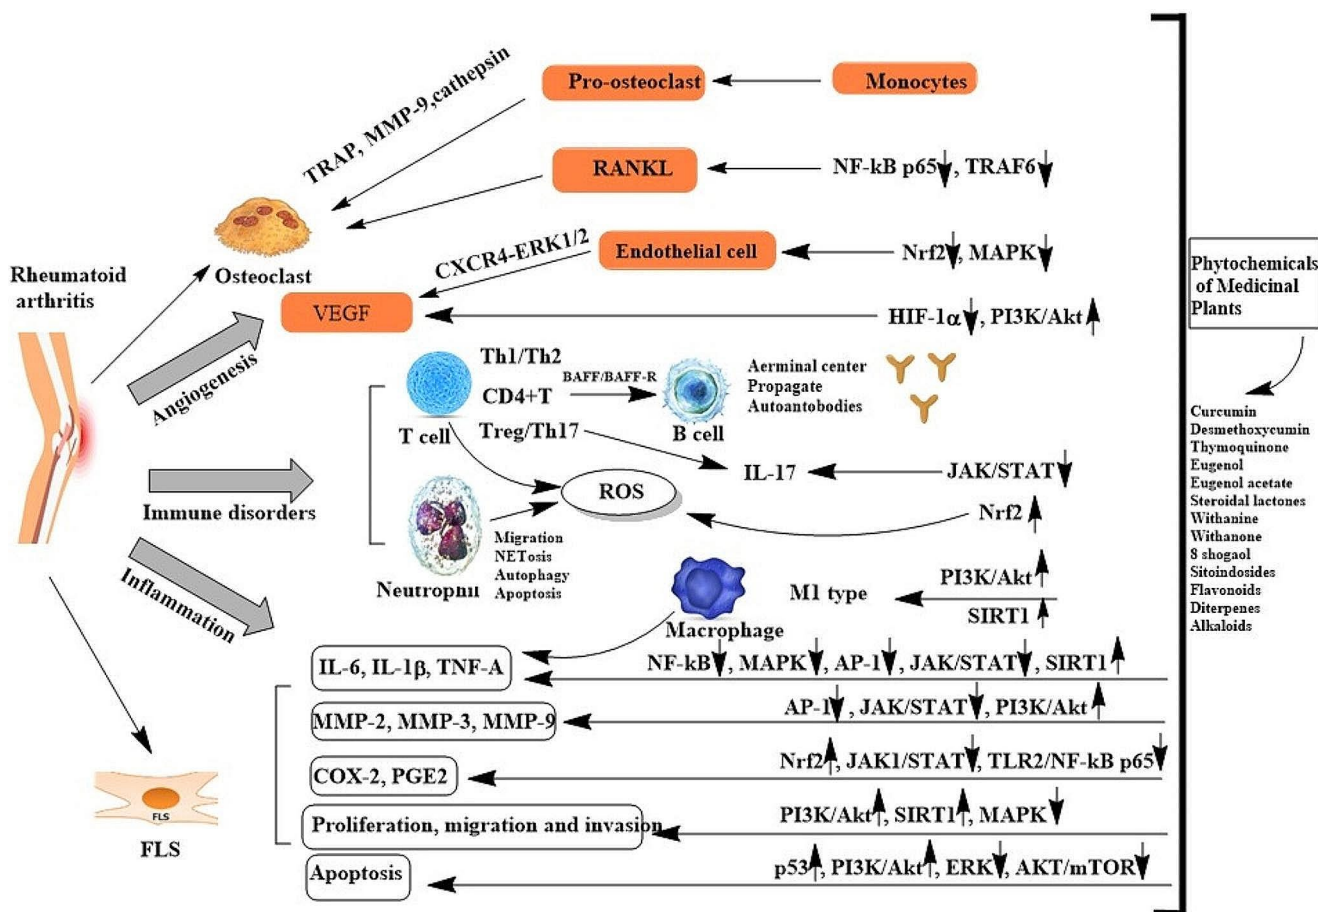 TRAP, MMP-9,cathepsin
Pro-osteoclast
Monocytes
RANKL
NF-kB p65, TRAF6
Osteoclast
CXCR4-ERK1/2
Endothelial cell
Nrf2, MAPK
Rheumatoid
arthritis
VEGF
HIF-1α, PI3K/Akt
Angiogenesis
Th1/Th2
CD4+T
Treg/Th17
T cell
BAFF/BAFF-R
B cell
Aerminal center
Propagate
Autoantobodies
IL-17
JAK/STAT
ROS
Nrf2
Immune disorders
Neutrophil
Migration
NETosis
Autophagy
Apoptosis
Macrophage
M1 type
PI3K/Akt
SIRT1
Inflammation
IL-6, IL-1β, TNF-A
NF-kB, MAPK, AP-1, JAK/STAT, SIRT1
MMP-2, MMP-3, MMP-9
AP-1, JAK/STAT, PI3K/Akt
COX-2, PGE2
Nrf2, JAK1/STAT, TLR2/NF-kB p65
Proliferation, migration and invasion
PI3K/Akt, SIRT1, MAPK
Apoptosis
p53, PI3K/Akt, ERK, AKT/mTOR
FLS
FLS
Phytochemicals
of Medicinal
Plants
Curcumin
Desmethoxycumin
Thymoquinone
Eugenol
Eugenol acetate
Steroidal lactones
Withanine
Withanone
8 shogaol
Sitoindosides
Flavonoids
Diterpenes
Alkaloids